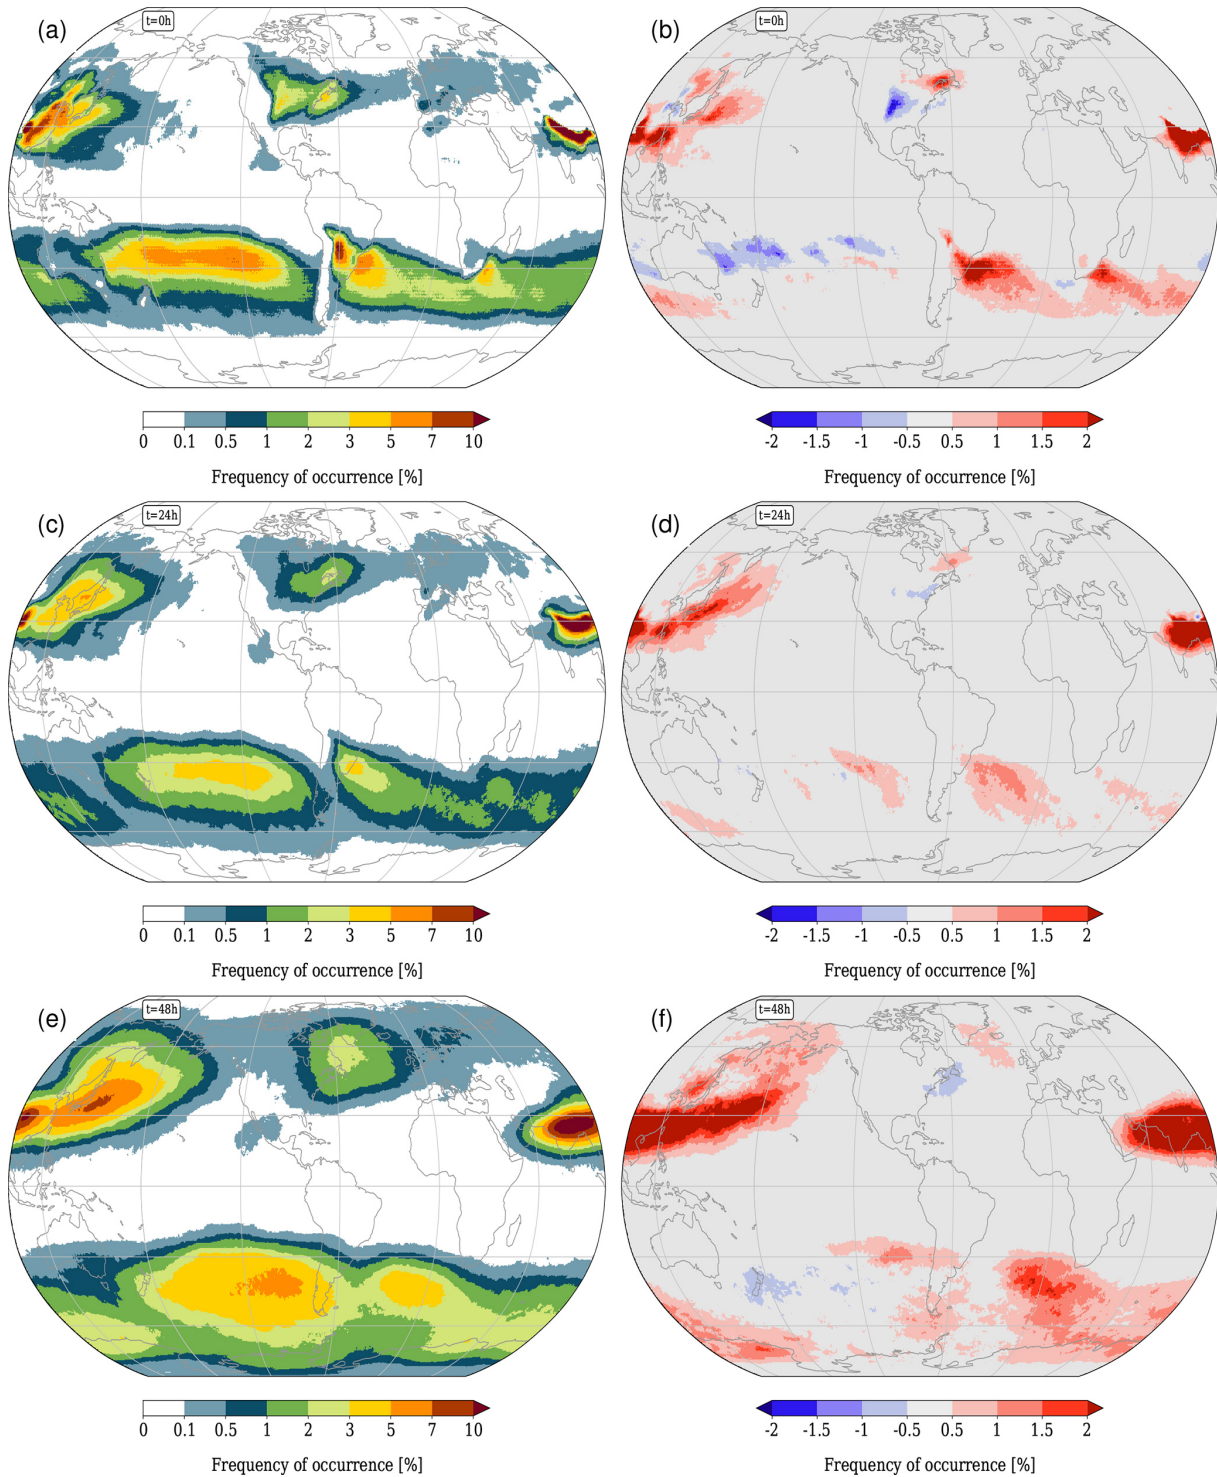 (a) t=0h
(b) t=0h
0 0.1 0.5 1 2 3 5 7 10
Frequency of occurrence [%]
-2 -1.5 -1 -0.5 0.5 1 1.5 2
Frequency of occurrence [%]
(c) t=24h
(d) t=24h
0 0.1 0.5 1 2 3 5 7 10
Frequency of occurrence [%]
-2 -1.5 -1 -0.5 0.5 1 1.5 2
Frequency of occurrence [%]
(e) t=48h
(f) t=48h
0 0.1 0.5 1 2 3 5 7 10
Frequency of occurrence [%]
-2 -1.5 -1 -0.5 0.5 1 1.5 2
Frequency of occurrence [%]